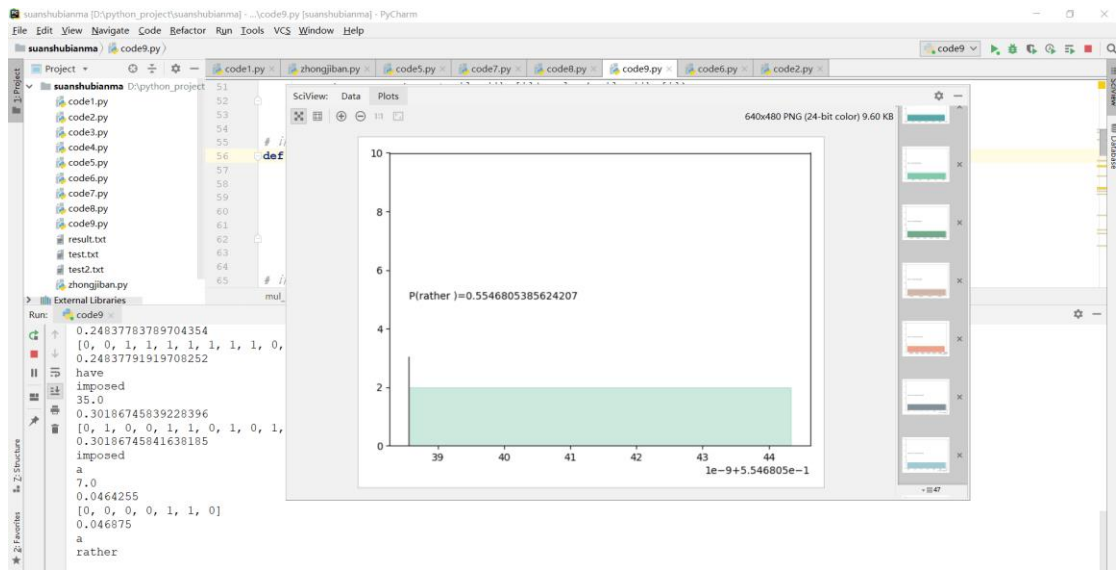 suanshubianma [D:\python_project\suanshubianma] - ...\code9.py [suanshubianma] - PyCharm
File Edit View Navigate Code Refactor Run Tools VCS Window Help
suanshubianma code9.py code9
Project code1.py zhongjiban.py code5.py code7.py code8.py code9.py code6.py code2.py
1: Project
SciView
Database
suanshubianma D:\python_project
code1.py
code2.py
code3.py
code4.py
code5.py
code6.py
code7.py
code8.py
code9.py
result.txt
test.txt
test2.txt
zhongjiban.py
External Libraries
51
52
53
54
55
56 def
57
58
59
60
61
62
63
64
65
mul_
SciView: Data Plots
1:1
640x480 PNG (24-bit color) 9.60 KB
10
8
6
P(rather )=0.5546805385624207
4
2
0
39 40 41 42 43 44
1e−9+5.546805e−1
47
Run: code9
0.24837783789704354
[0, 0, 1, 1, 1, 1, 1, 1, 1, 0,
0.24837791919708252
have
imposed
35.0
0.30186745839228396
[0, 1, 0, 0, 1, 1, 0, 1, 0, 1,
0.30186745841638185
imposed
a
7.0
0.0464255
[0, 0, 0, 0, 1, 1, 0]
0.046875
a
rather
Z: Structure
2: Favorites